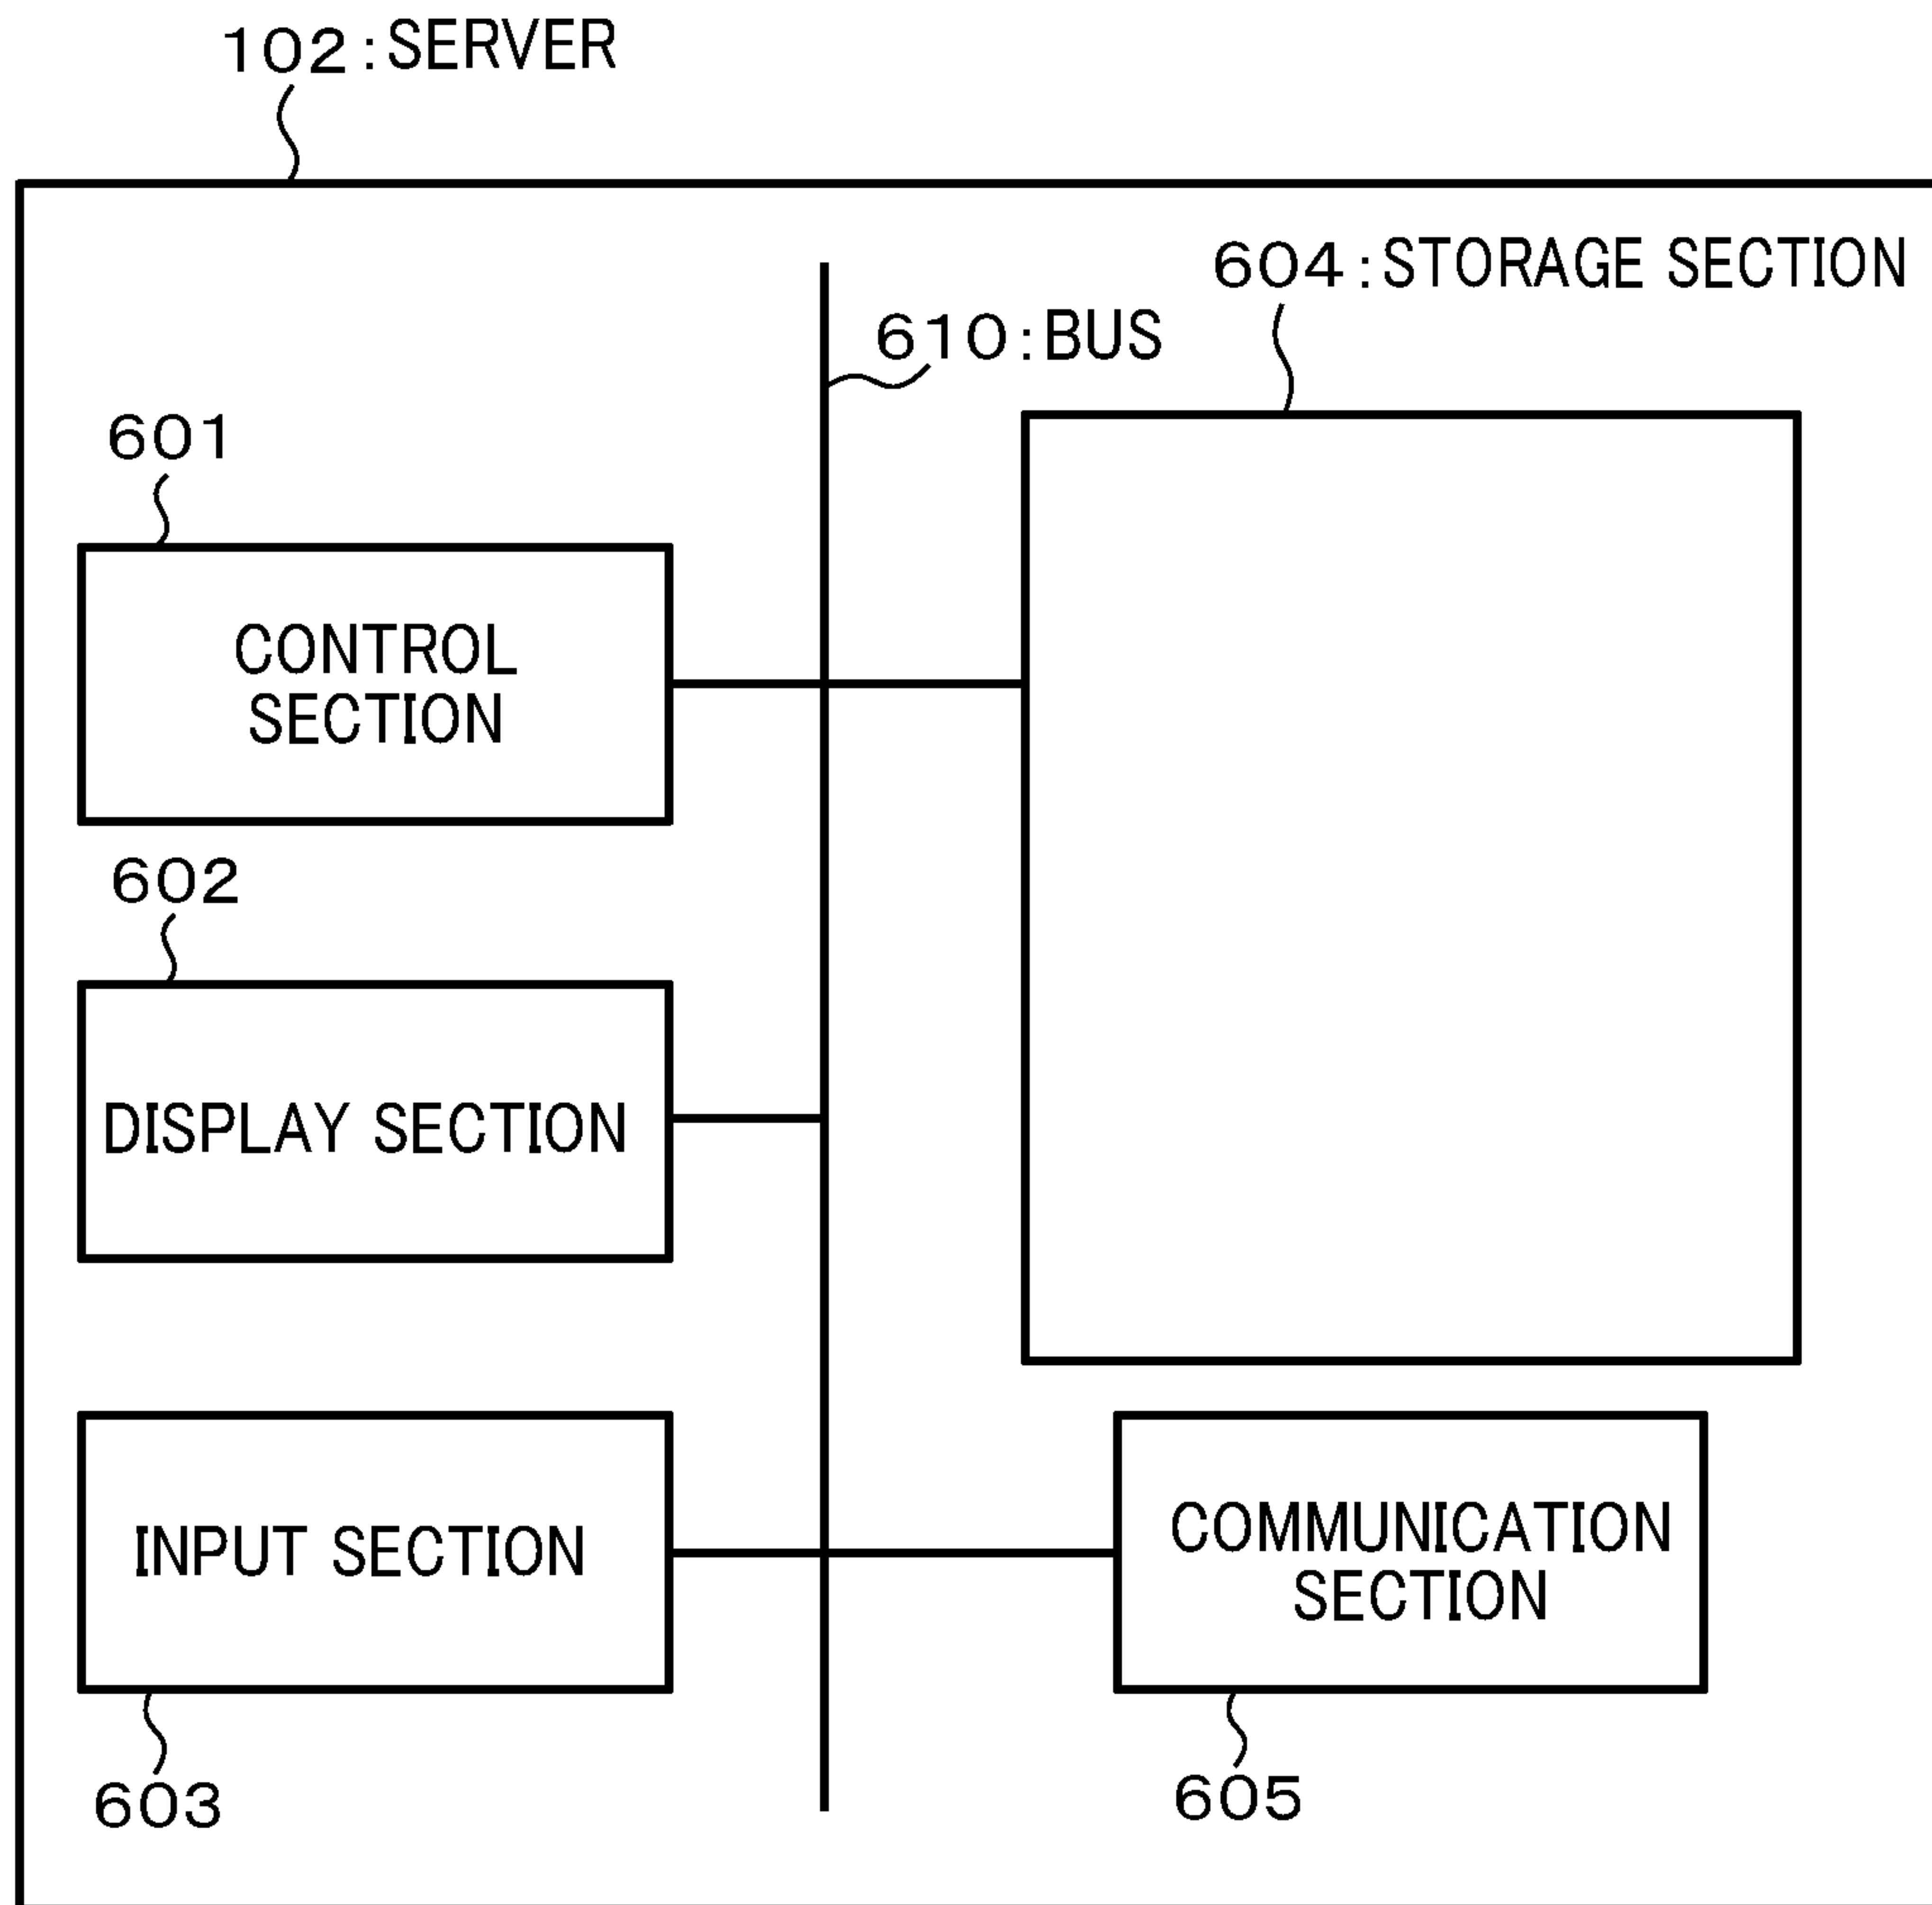 102:SERVER
604:STORAGE SECTION
610:BUS
601
CONTROL
SECTION
602
DISPLAY SECTION
INPUT SECTION
COMMUNICATION
SECTION
603
605